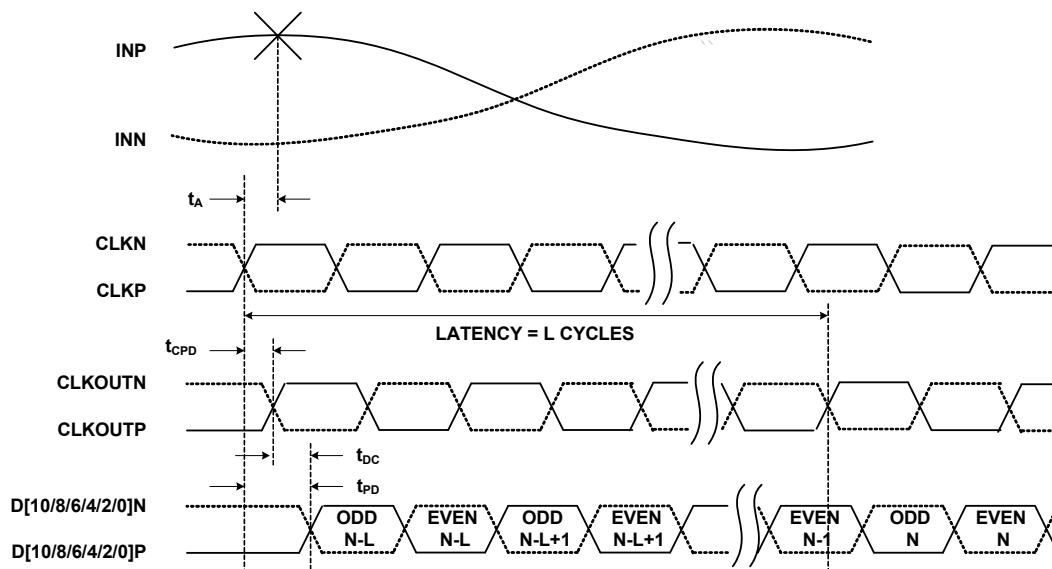 INP
INN
tA
CLKN
CLKP
LATENCY = L CYCLES
tCPD
CLKOUTN
CLKOUTP
tDC
tPD
D[10/8/6/4/2/0]N
D[10/8/6/4/2/0]P
ODD N-L
EVEN N-L
ODD N-L+1
EVEN N-L+1
EVEN N-1
ODD N
EVEN N